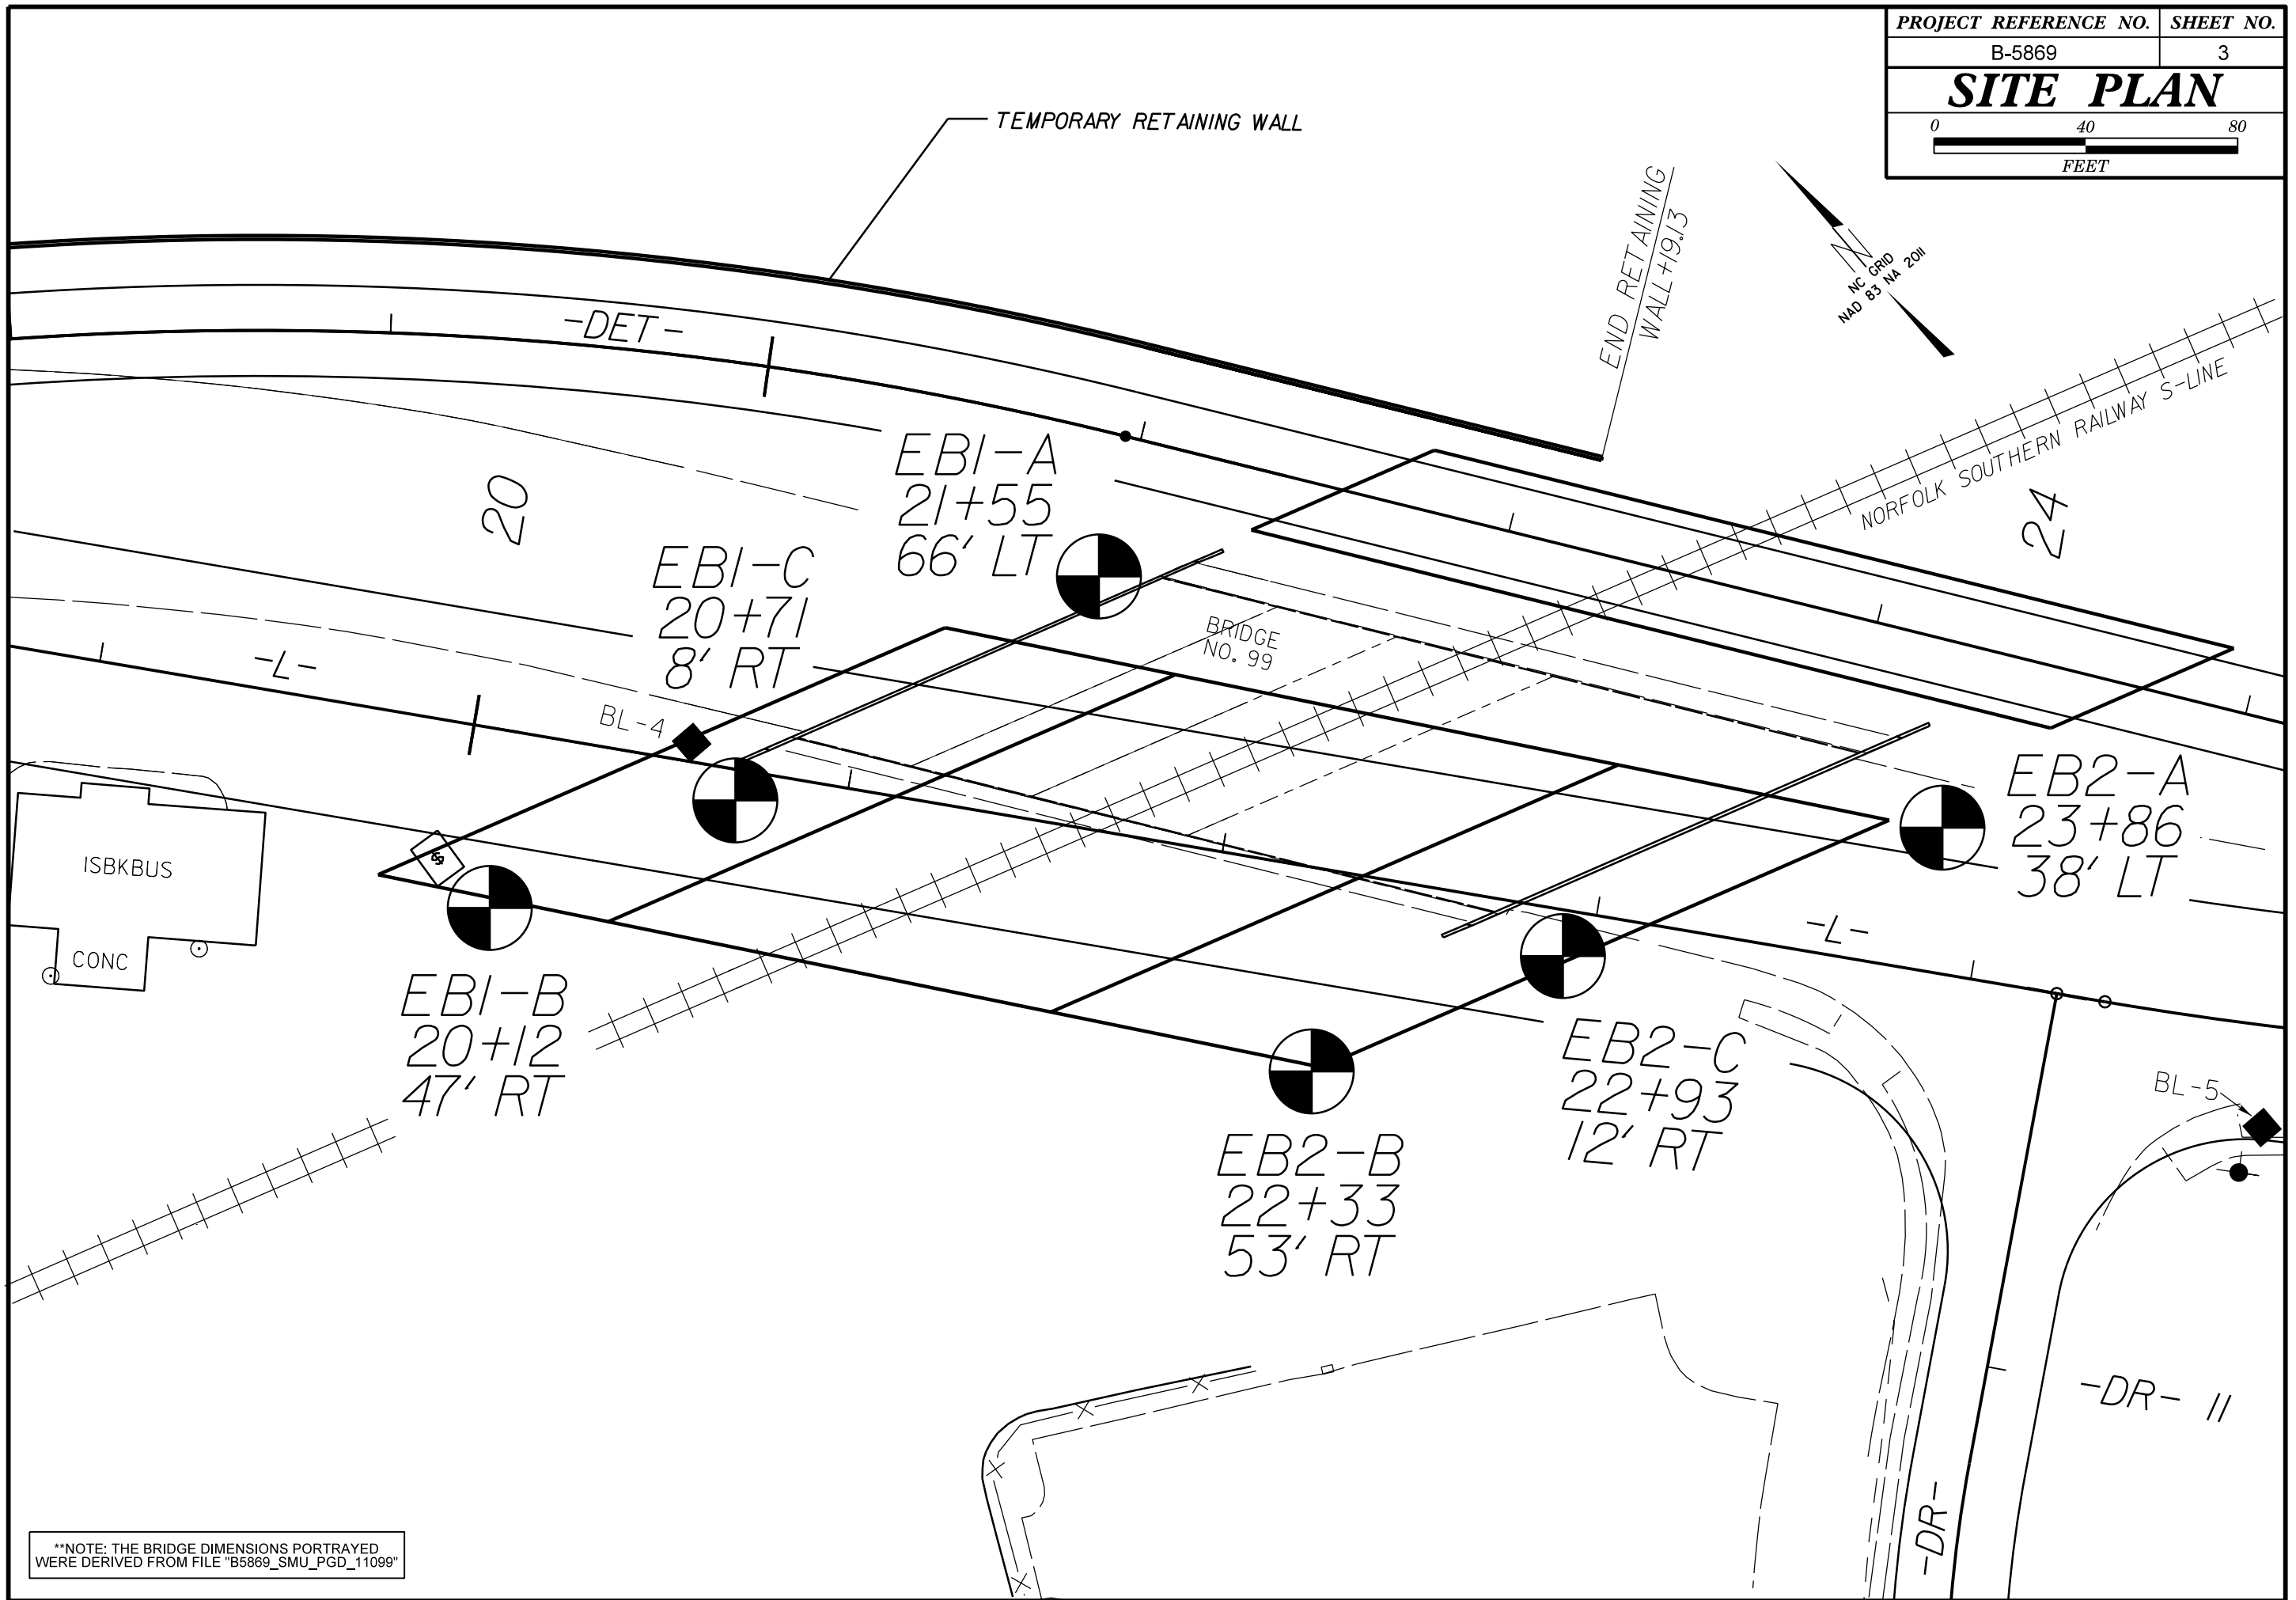 PROJECT REFERENCE NO. SHEET NO.
B-5869 3
SITE PLAN
0 40 80
FEET
TEMPORARY RETAINING WALL
END RETAINING
WALL +19.13
N
NC GRID
NAD 83 NA 2011
NORFOLK SOUTHERN RAILWAY S-LINE
-DET-
20
24
EB1-A
21+55
66' LT
EB1-C
20+71
8' RT
BRIDGE
NO. 99
-L-
BL-4
EB2-A
23+86
38' LT
ISBKBUS
CONC
-L-
EB1-B
20+12
47' RT
EB2-C
22+93
12' RT
BL-5
EB2-B
22+33
53' RT
-DR- 11
-DR-
**NOTE: THE BRIDGE DIMENSIONS PORTRAYED
WERE DERIVED FROM FILE "B5869_SMU_PGD_11099"